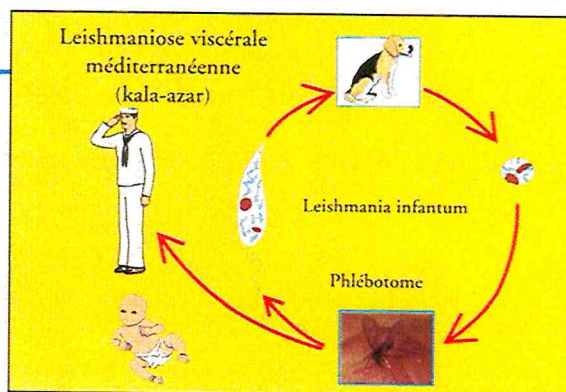 Leishmaniose viscérale
méditerranéenne
(kala-azar)
Leishmania infantum
Phlébotome